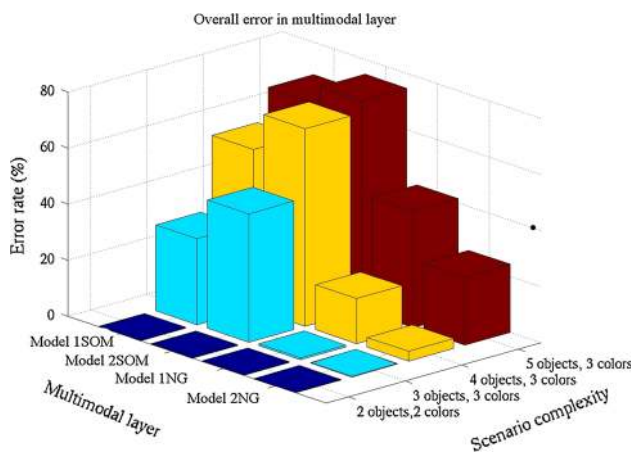 Overall error in multimodal layer
80
60
40
20
0
Error rate (%)
Model 1SOM
Model 2SOM
Model 1NG
Model 2NG
Multimodal layer
5 objects, 3 colors
4 objects, 3 colors
3 objects, 3 colors
2 objects,2 colors
Scenario complexity